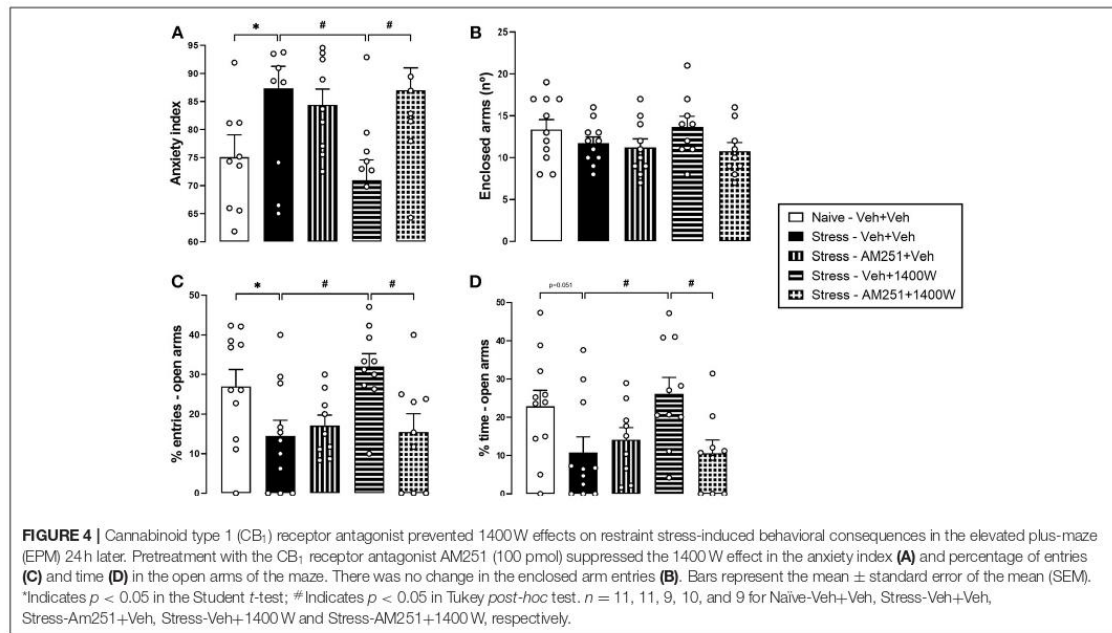 A
* # #
Anxiety index
95
90
85
80
75
70
65
60
B
Enclosed arms (nº)
25
20
15
10
5
0
Naive - Veh+Veh
Stress - Veh+Veh
Stress - AM251+Veh
Stress - Veh+1400W
Stress - AM251+1400W
C
* # #
% entries - open arms
50
40
30
20
10
0
D
p=0.051 # #
% time - open arms
50
40
30
20
10
0
FIGURE 4 | Cannabinoid type 1 (CB₁) receptor antagonist prevented 1400 W effects on restraint stress-induced behavioral consequences in the elevated plus-maze
(EPM) 24 h later. Pretreatment with the CB₁ receptor antagonist AM251 (100 pmol) suppressed the 1400 W effect in the anxiety index (A) and percentage of entries
(C) and time (D) in the open arms of the maze. There was no change in the enclosed arm entries (B). Bars represent the mean ± standard error of the mean (SEM).
*Indicates p < 0.05 in the Student t-test; #Indicates p < 0.05 in Tukey post-hoc test. n = 11, 11, 9, 10, and 9 for Naïve-Veh+Veh, Stress-Veh+Veh,
Stress-Am251+Veh, Stress-Veh+1400 W and Stress-AM251+1400 W, respectively.